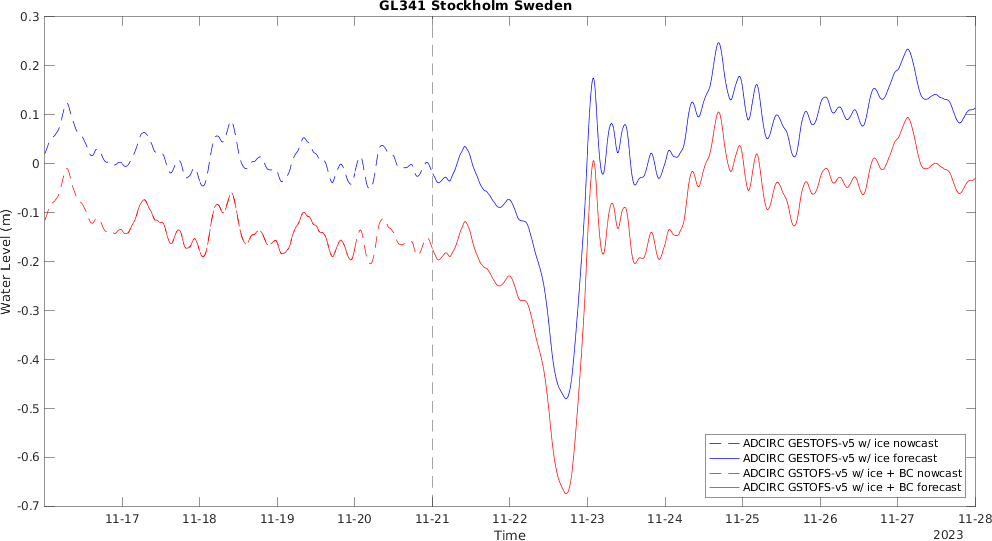 GL341 Stockholm Sweden
0.3
0.2
0.1
0
-0.1
-0.2
-0.3
-0.4
-0.5
-0.6
-0.7
Water Level (m)
ADCIRC GESTOFS-v5 w/ ice nowcast
ADCIRC GESTOFS-v5 w/ ice forecast
ADCIRC GSTOFS-v5 w/ ice + BC nowcast
ADCIRC GSTOFS-v5 w/ ice + BC forecast
11-17 11-18 11-19 11-20 11-21 11-22 11-23 11-24 11-25 11-26 11-27 11-28
Time
2023